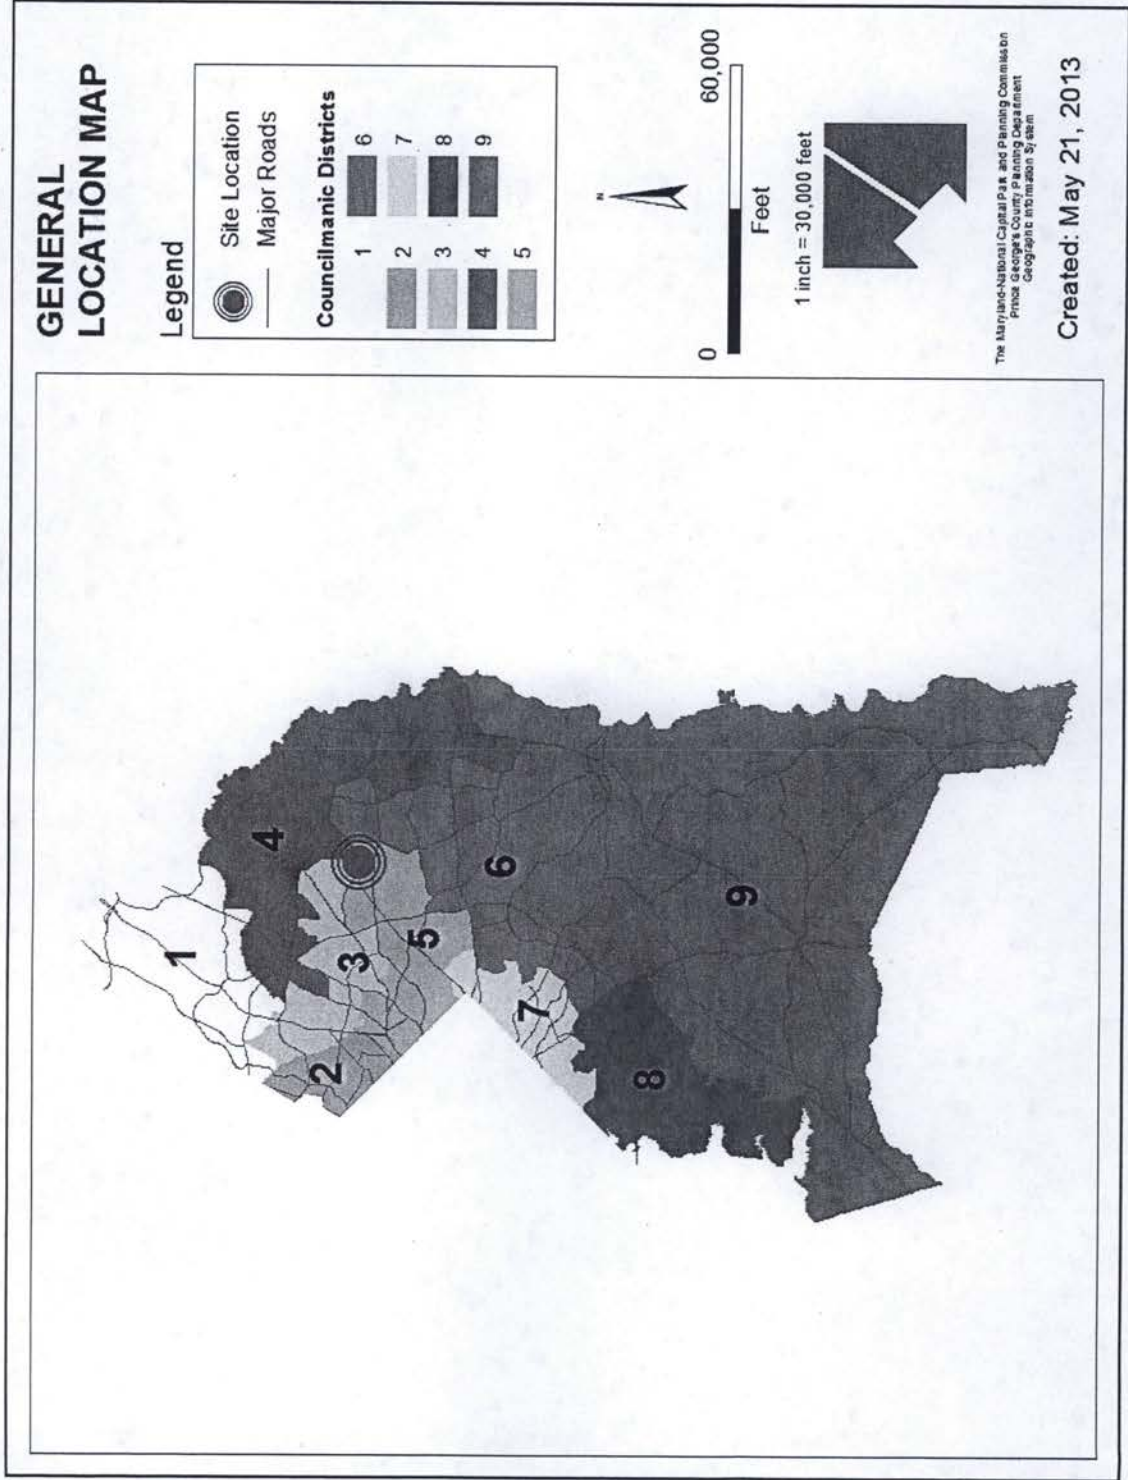 GENERAL
LOCATION MAP
Legend
Site Location
Major Roads
Councilmanic Districts
1
2
3
4
5
6
7
8
9
N
0
60,000
Feet
1 inch = 30,000 feet
The Maryland-National Capital Park and Planning Commission
Prince George's County Planning Department
Geographic Information System
Created: May 21, 2013
1
2
3
4
5
6
7
8
9